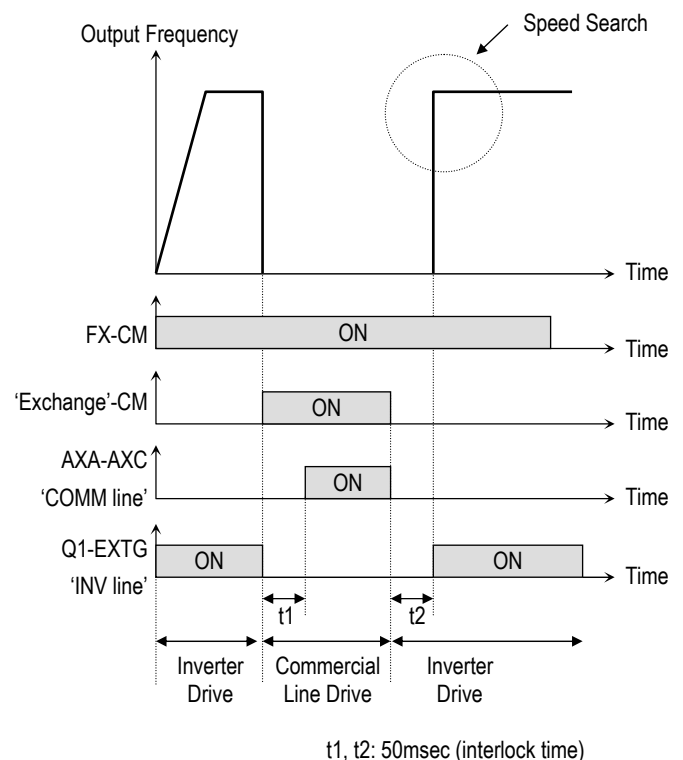 Speed Search
Output Frequency
Time
FX-CM
ON
Time
‘Exchange’-CM
ON
Time
AXA-AXC
‘COMM line’
ON
Time
Q1-EXTG
‘INV line’
ON
ON
Time
t1
t2
Inverter
Drive
Commercial
Line Drive
Inverter
Drive
t1, t2: 50msec (interlock time)